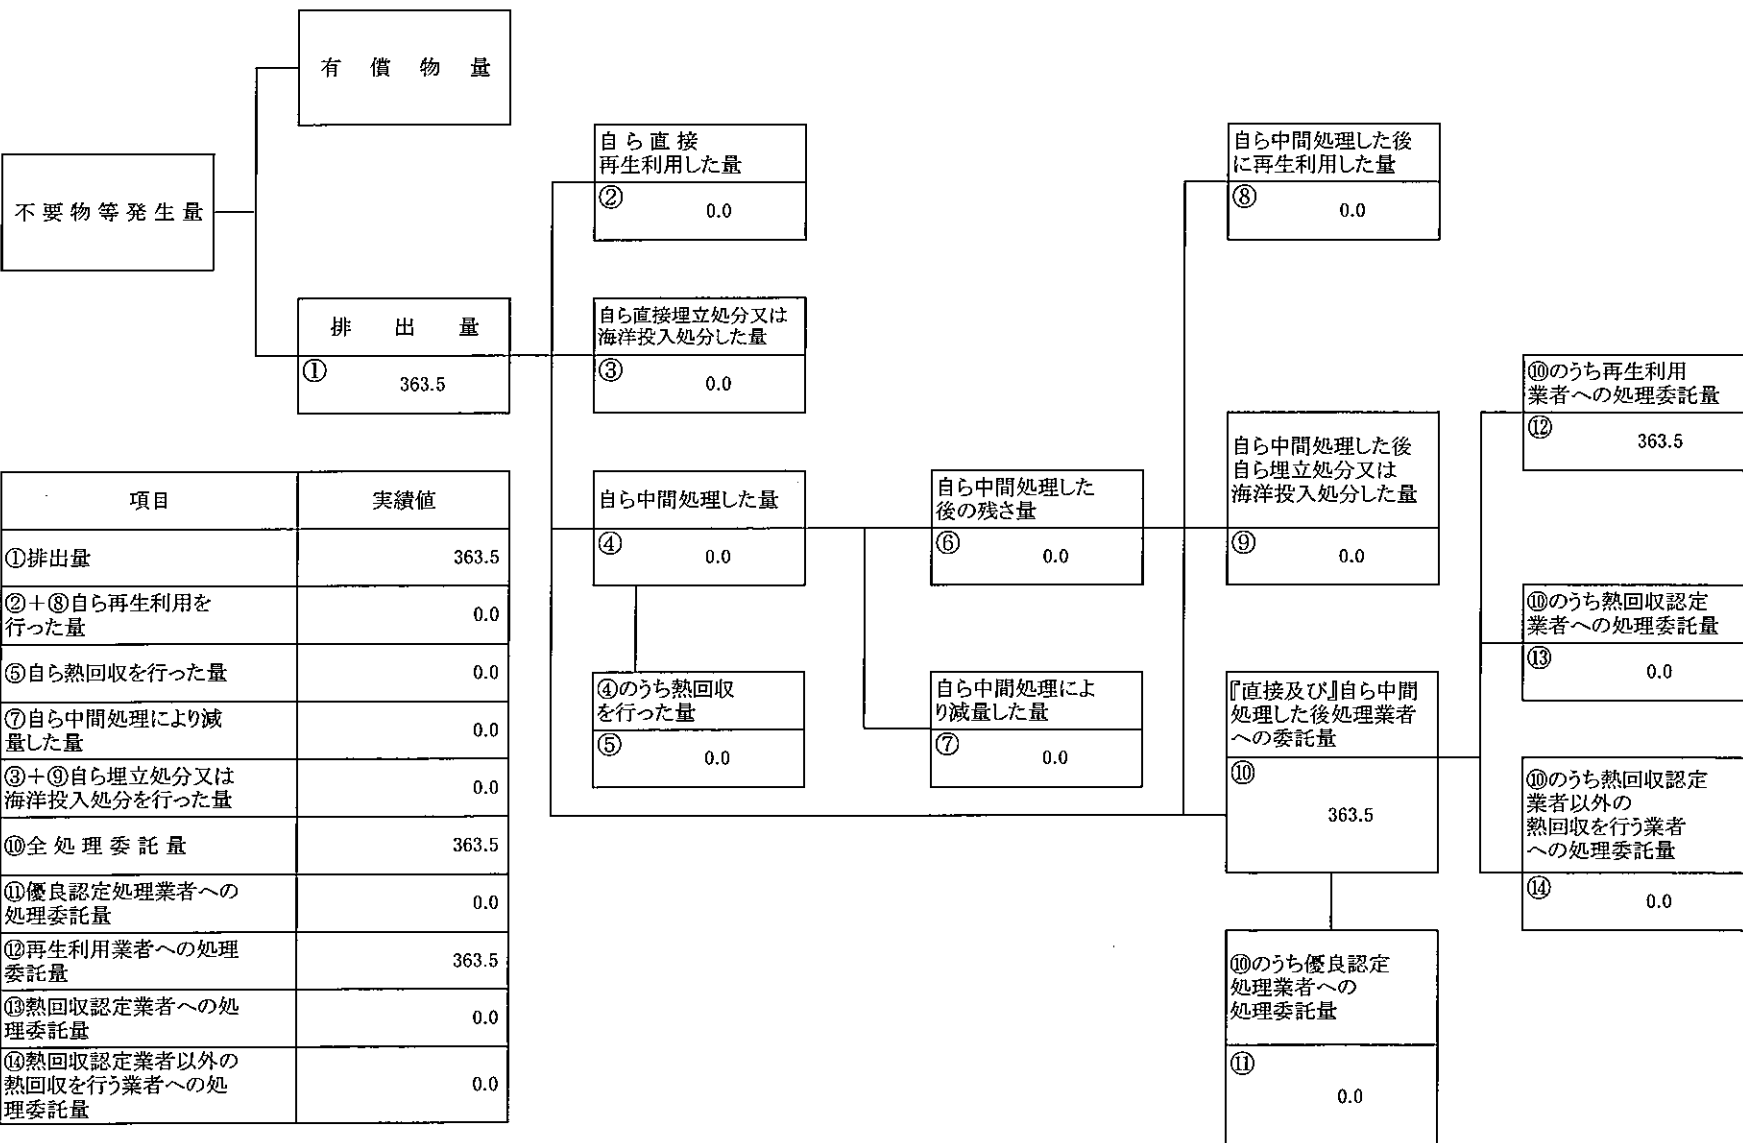 有償物量
不要物等発生量
排出量
①
363.5
自ら直接
再生利用した量
②
0.0
自ら直接埋立処分又は
海洋投入処分した量
③
0.0
自ら中間処理した量
④
0.0
④のうち熱回収
を行った量
⑤
0.0
自ら中間処理した
後の残さ量
⑥
0.0
自ら中間処理によ
り減量した量
⑦
0.0
自ら中間処理した後
に再生利用した量
⑧
0.0
自ら中間処理した後
自ら埋立処分又は
海洋投入処分した量
⑨
0.0
『直接及び』自ら中間
処理した後処理業者
への委託量
⑩
363.5
⑩のうち優良認定
処理業者への
処理委託量
⑪
0.0
⑩のうち再生利用
業者への処理委託量
⑫
363.5
⑩のうち熱回収認定
業者への処理委託量
⑬
0.0
⑩のうち熱回収認定
業者以外の
熱回収を行う業者
への処理委託量
⑭
0.0
項目 実績値
①排出量 363.5
②+⑧自ら再生利用を
行った量 0.0
⑤自ら熱回収を行った量 0.0
⑦自ら中間処理により減
量した量 0.0
③+⑨自ら埋立処分又は
海洋投入処分を行った量 0.0
⑩全処理委託量 363.5
⑪優良認定処理業者への
処理委託量 0.0
⑫再生利用業者への処理
委託量 363.5
⑬熱回収認定業者への処
理委託量 0.0
⑭熱回収認定業者以外の
熱回収を行う業者への処
理委託量 0.0